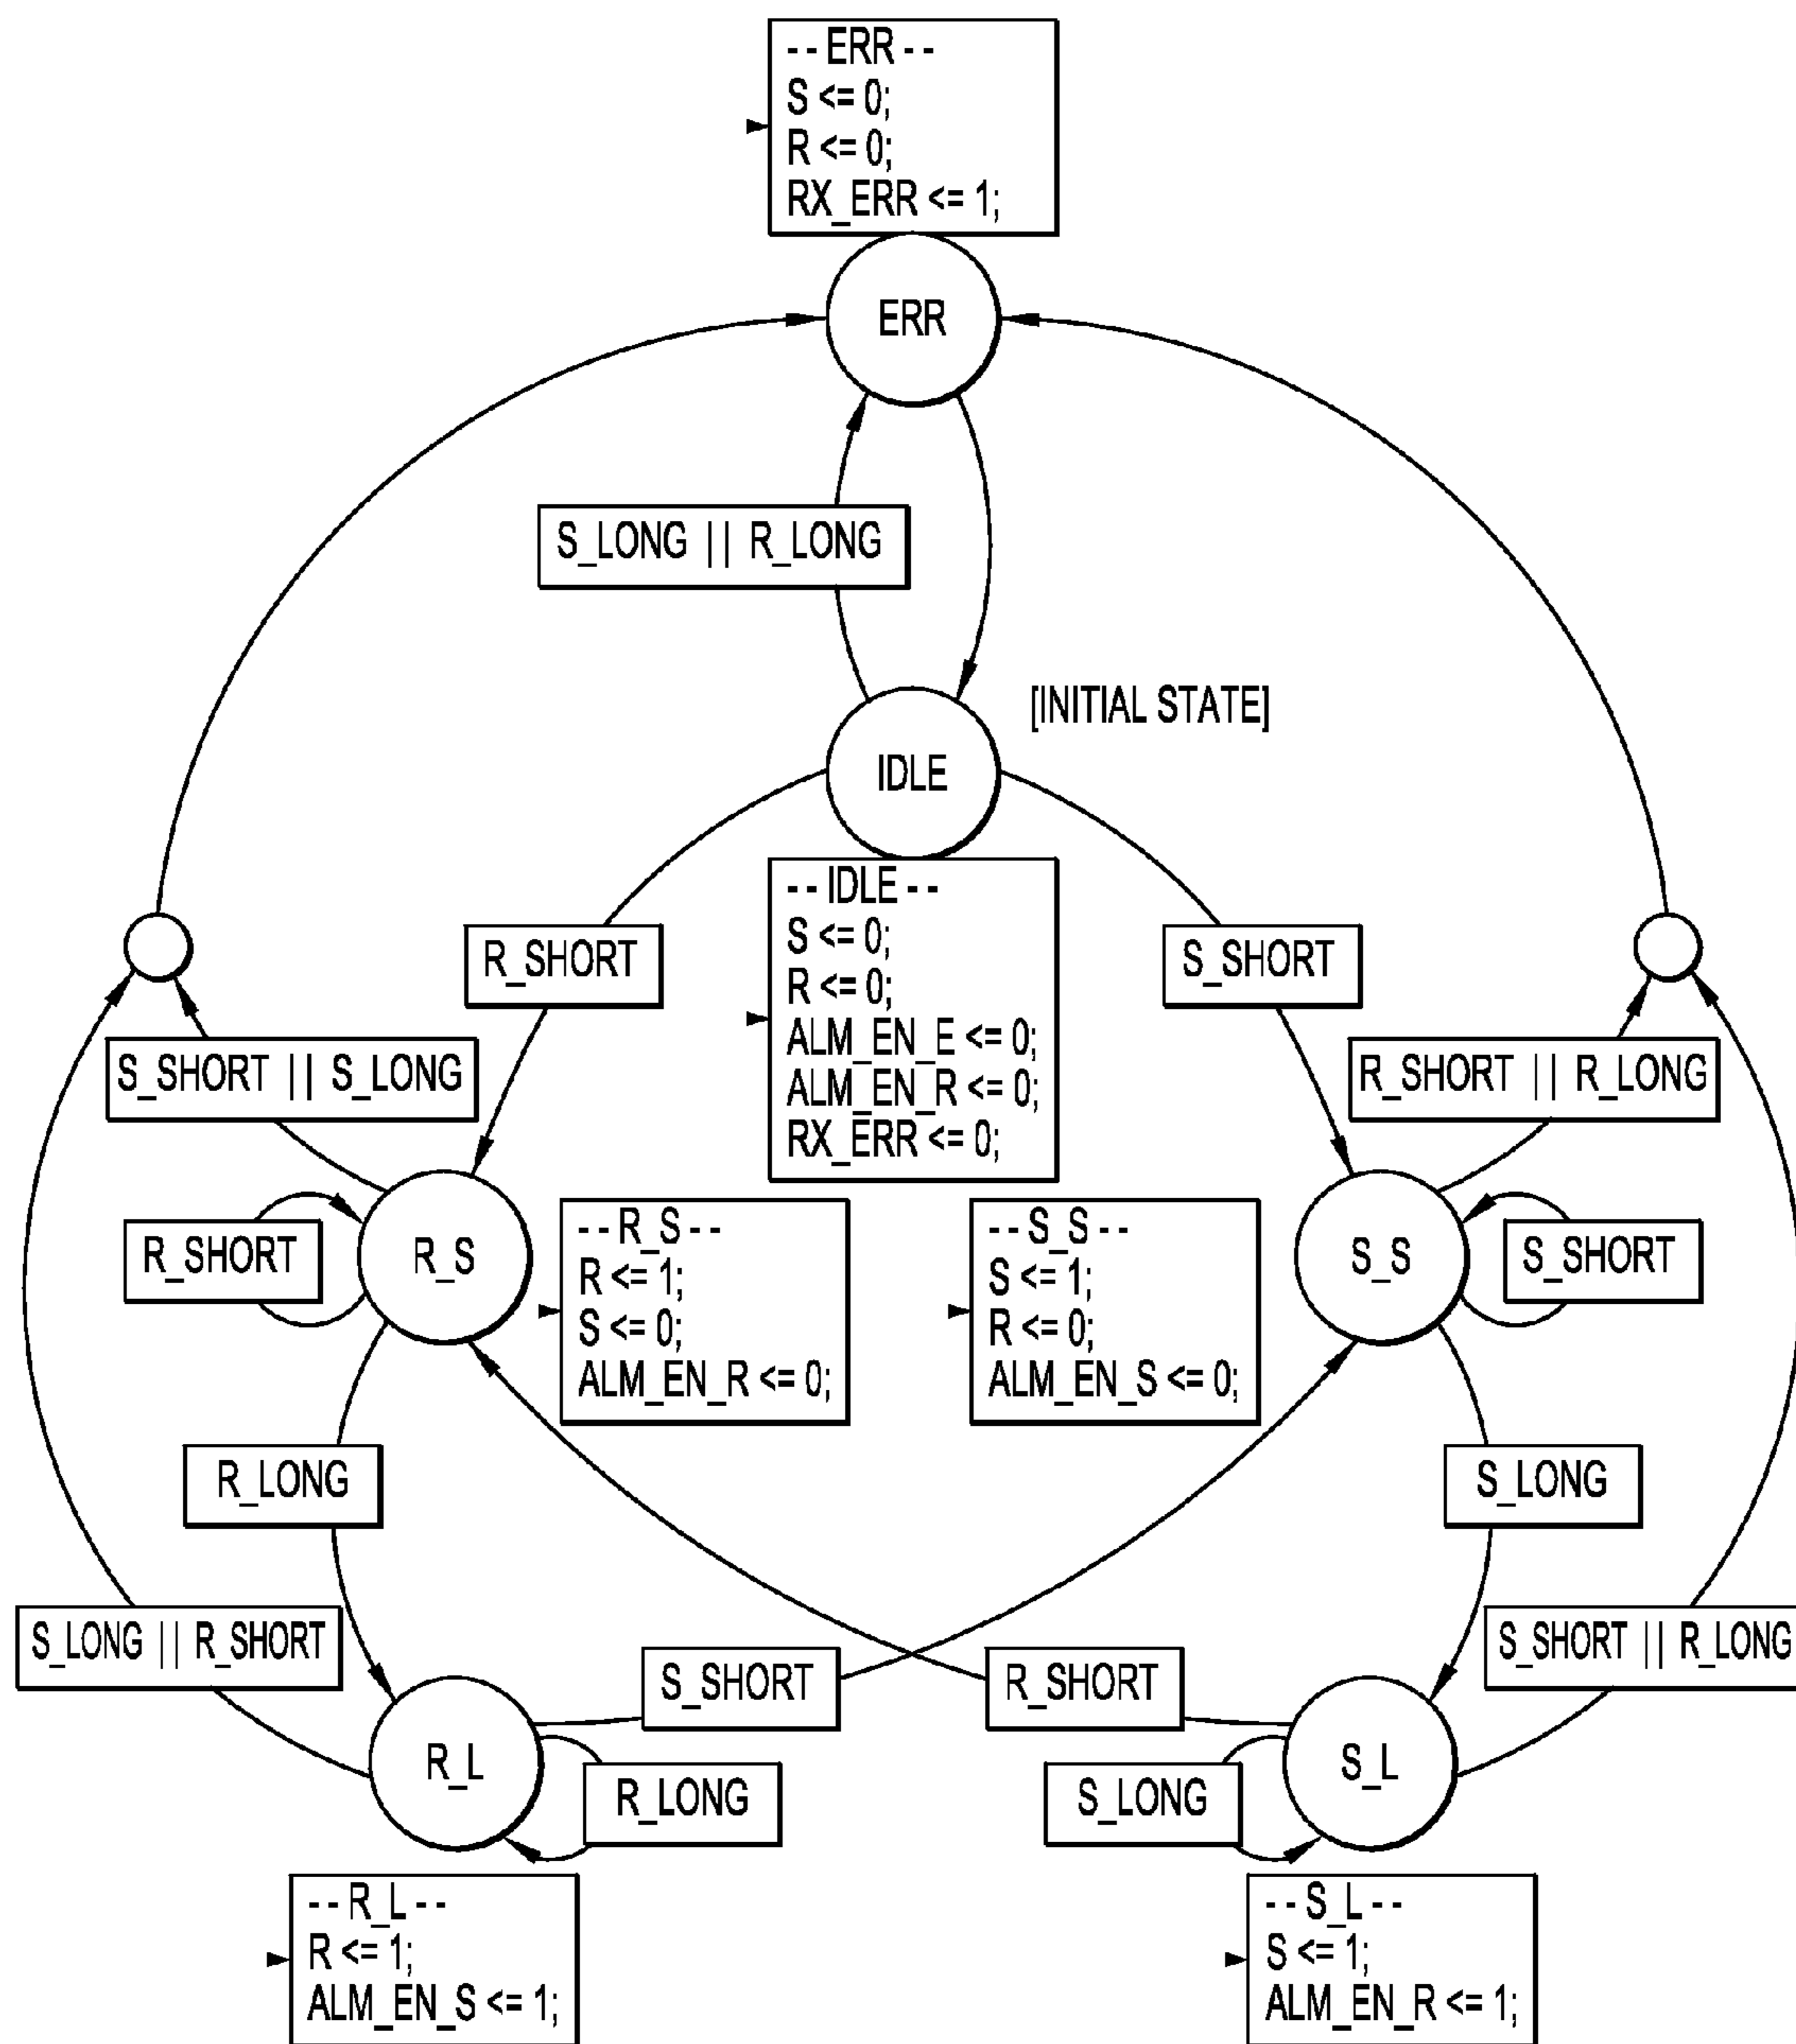 -- ERR --
S <= 0;
R <= 0;
RX_ERR <= 1;
ERR
S_LONG || R_LONG
[INITIAL STATE]
IDLE
-- IDLE --
S <= 0;
R <= 0;
ALM_EN_E <= 0;
ALM_EN_R <= 0;
RX_ERR <= 0;
R_SHORT
S_SHORT
S_SHORT || S_LONG
R_SHORT || R_LONG
R_SHORT
R_S
-- R_S --
R <= 1;
S <= 0;
ALM_EN_R <= 0;
-- S_S --
S <= 1;
R <= 0;
ALM_EN_S <= 0;
S_S
S_SHORT
R_LONG
S_LONG
S_LONG || R_SHORT
S_SHORT
R_SHORT
S_SHORT || R_LONG
R_L
R_LONG
S_LONG
S_L
-- R_L --
R <= 1;
ALM_EN_S <= 1;
-- S_L --
S <= 1;
ALM_EN_R <= 1;